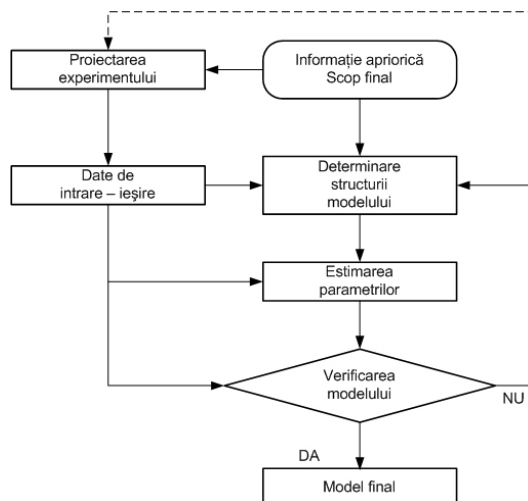 Proiectarea
experimentului
Informație apriorică
Scop final
Date de
intrare – ieșire
Determinare
structurii
modelului
Estimarea
parametrilor
Verificarea
modelului
NU
DA
Model final